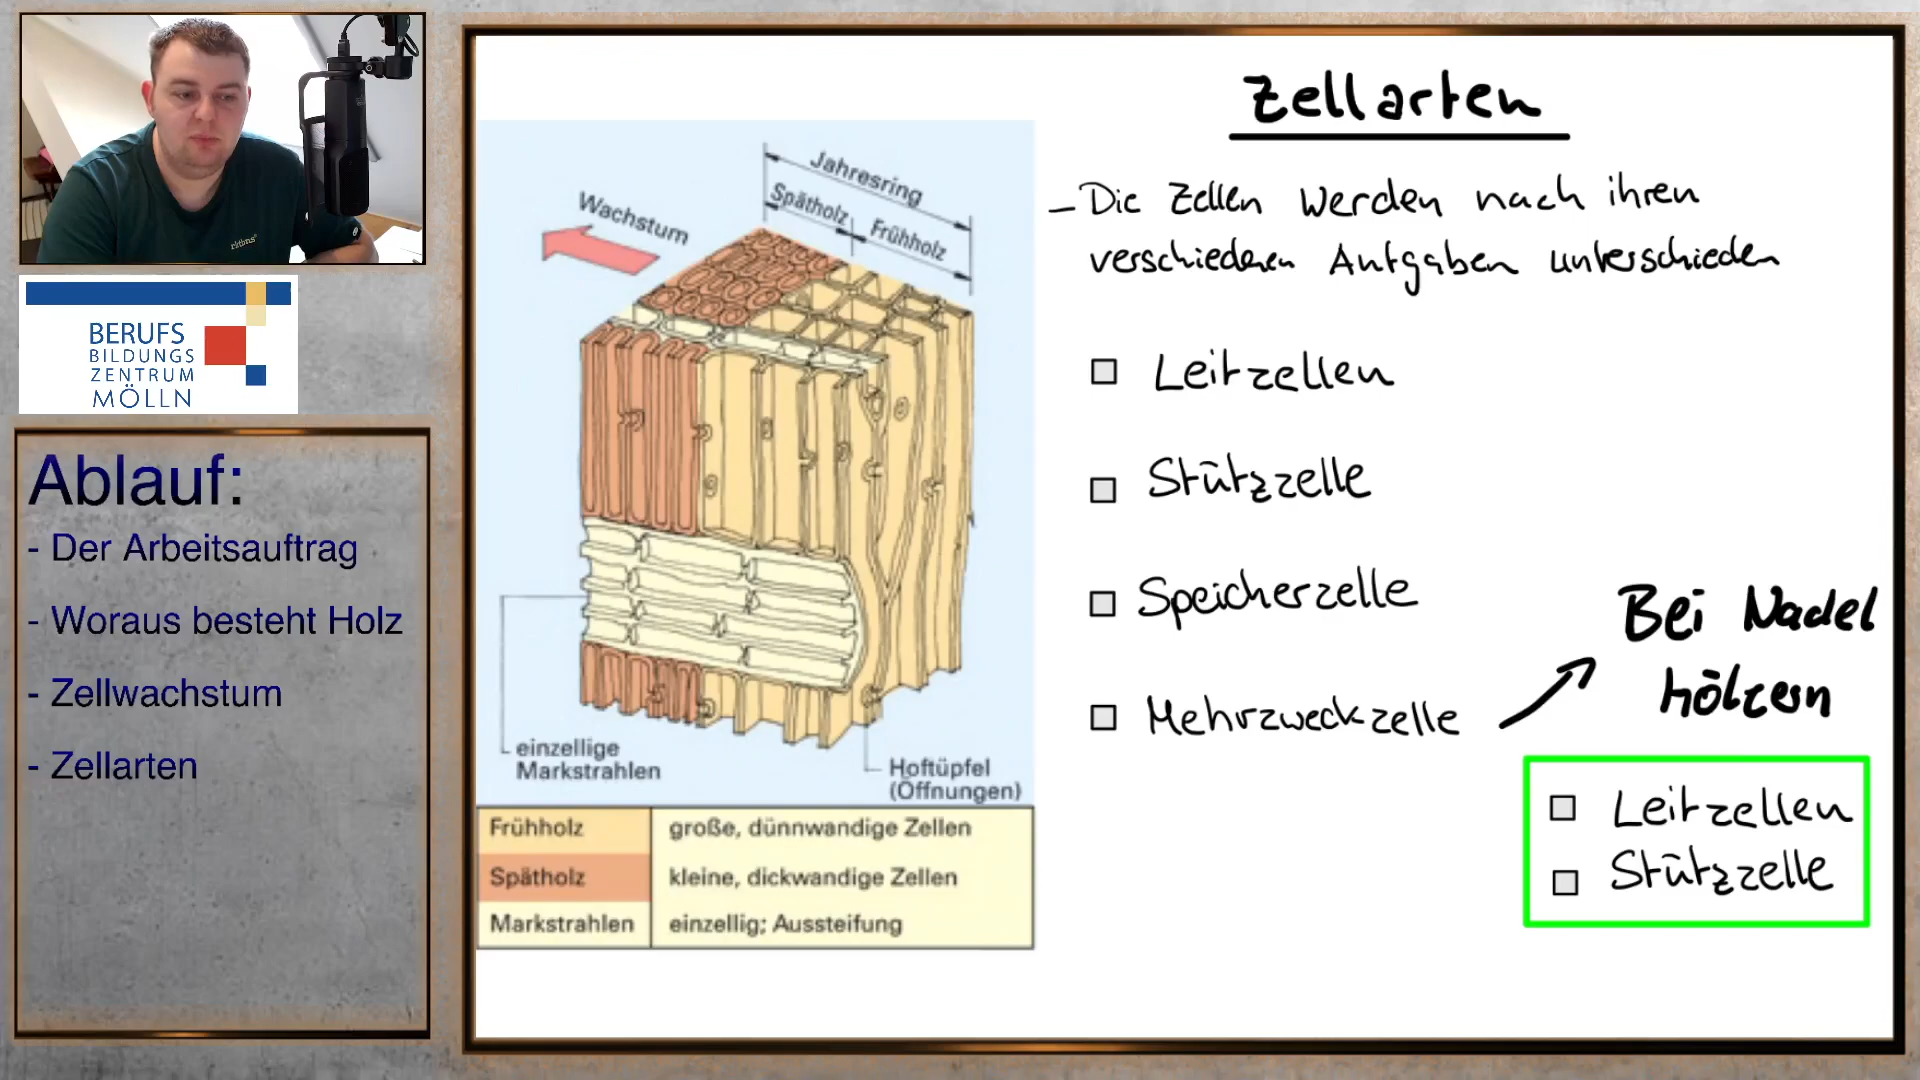 rktbns
BERUFS
BILDUNGS
ZENTRUM
MÖLLN
Ablauf:
- Der Arbeitsauftrag
- Woraus besteht Holz
- Zellwachstum
- Zellarten
Jahresring
Spätholz
Frühholz
Wachstum
einzellige
Markstrahlen
Hoftüpfel
(Öffnungen)
Frühholz große, dünnwandige Zellen
Spätholz kleine, dickwandige Zellen
Markstrahlen einzellig; Aussteifung
Zellarten
- Die Zellen werden nach ihren
verschiedenen Aufgaben unterschieden
Leitzellen
Stützzelle
Speicherzelle
Mehrzweckzelle
Bei Nadel
hölzern
Leitzellen
Stützzelle